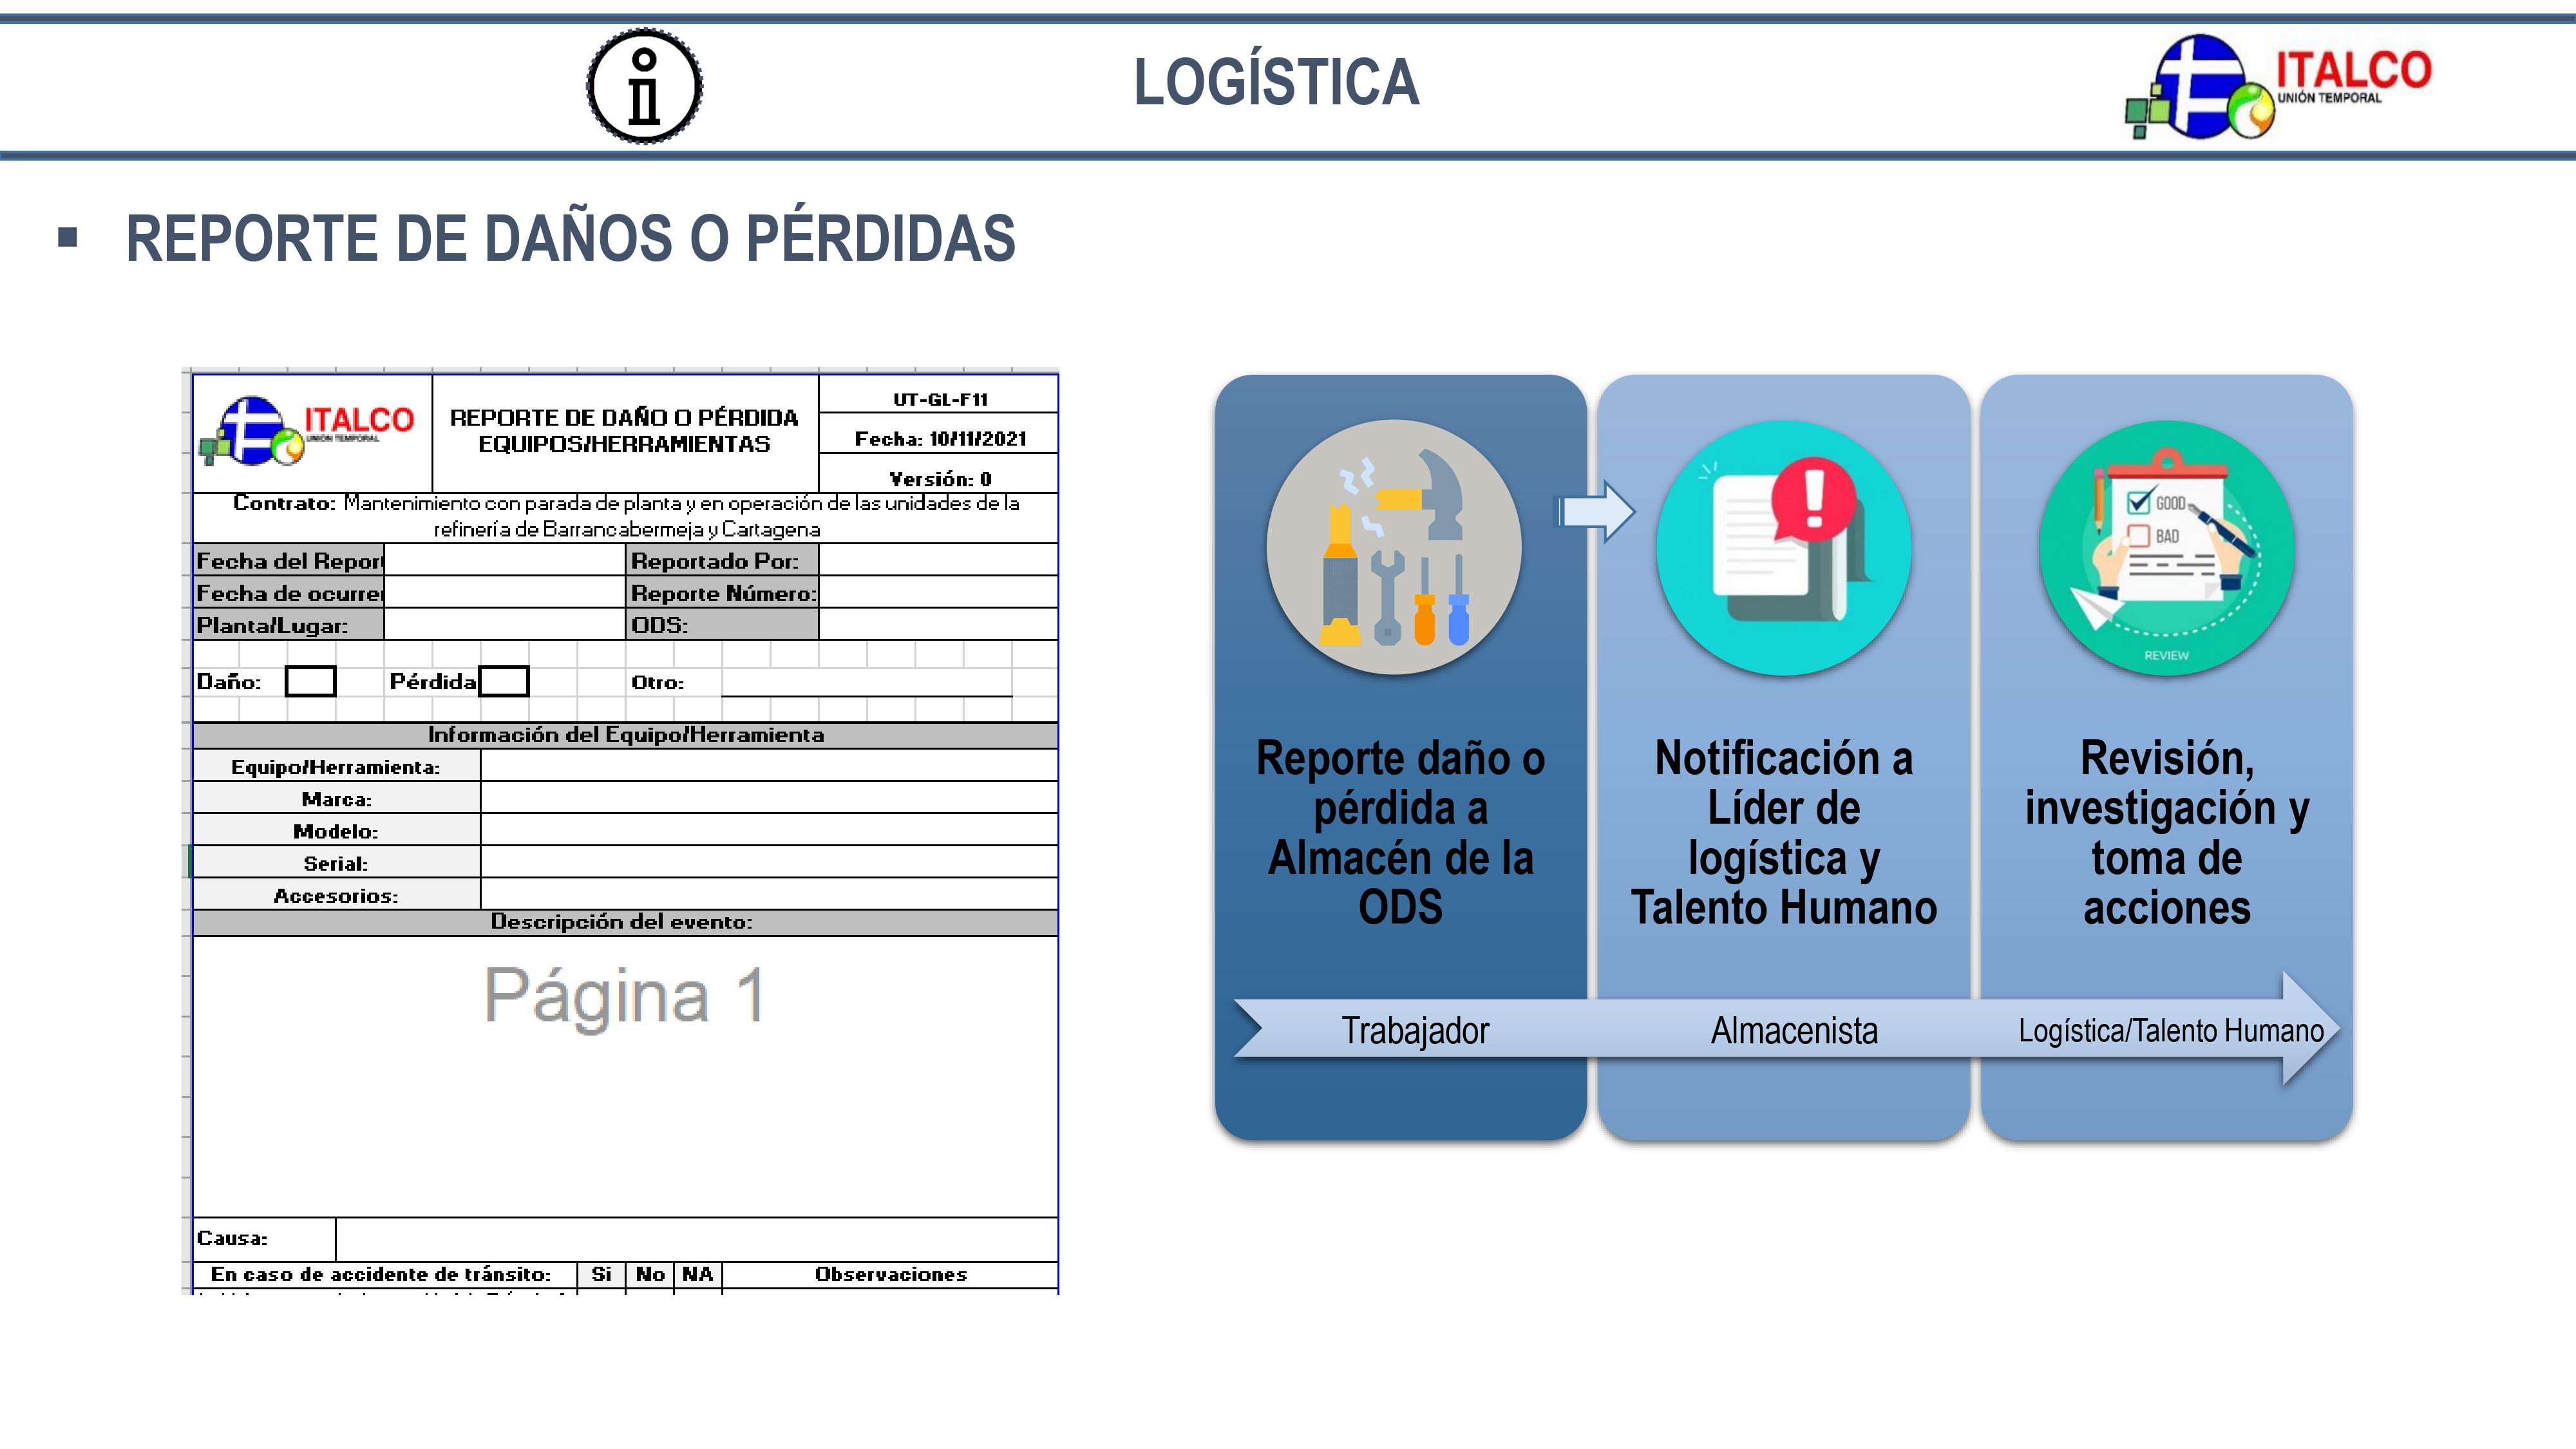 LOGÍSTICA
ITALCO
UNIÓN TEMPORAL
REPORTE DE DAÑOS O PÉRDIDAS
ITALCO
UNIÓN TEMPORAL
REPORTE DE DAÑO O PÉRDIDA
EQUIPOS/HERRAMIENTAS
UT-GL-F11
Fecha: 10/11/2021
Versión: 0
Contrato: Mantenimiento con parada de planta y en operación de las unidades de la
refinería de Barrancabermeja y Cartagena
Fecha del Repor
Reportado Por:
Fecha de ocurre
Reporte Número:
Planta/Lugar:
ODS:
Daño:
Pérdida
Otro:
Información del Equipo/Herramienta
Equipo/Herramienta:
Marca:
Modelo:
Serial:
Accesorios:
Descripción del evento:
Página 1
Causa:
En caso de accidente de tránsito:
Si
No
NA
Observaciones
GOOD
BAD
REVIEW
Reporte daño o
pérdida a
Almacén de la
ODS
Notificación a
Líder de
logística y
Talento Humano
Revisión,
investigación y
toma de
acciones
Trabajador
Almacenista
Logística/Talento Humano